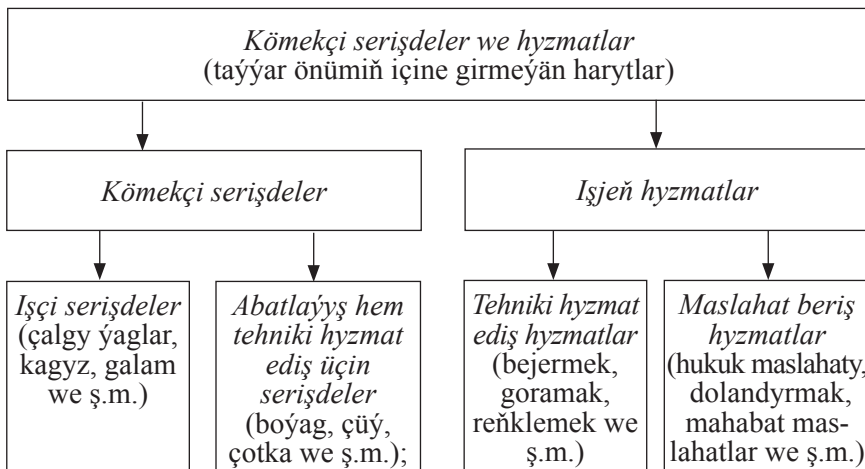 Kömekçi serişdeler we hyzmatlar
(taýýar önümiň içine girmeýän harytlar)
Kömekçi serişdeler
Işjeň hyzmatlar
Işçi serişdeler
(çalgy ýaglar,
kagyz, galam
we ş.m.)
Abatlaýyş hem
tehniki hyzmat
ediş üçin
serişdeler
(boýag, çüý,
çotka we ş.m.);
Tehniki hyzmat
ediş hyzmatlar
(bejermek,
goramak,
reňklemek we
ş.m.)
Maslahat beriş
hyzmatlar
(hukuk maslahaty,
dolandyrmak,
mahabat mas-
lahatlar we ş.m.)